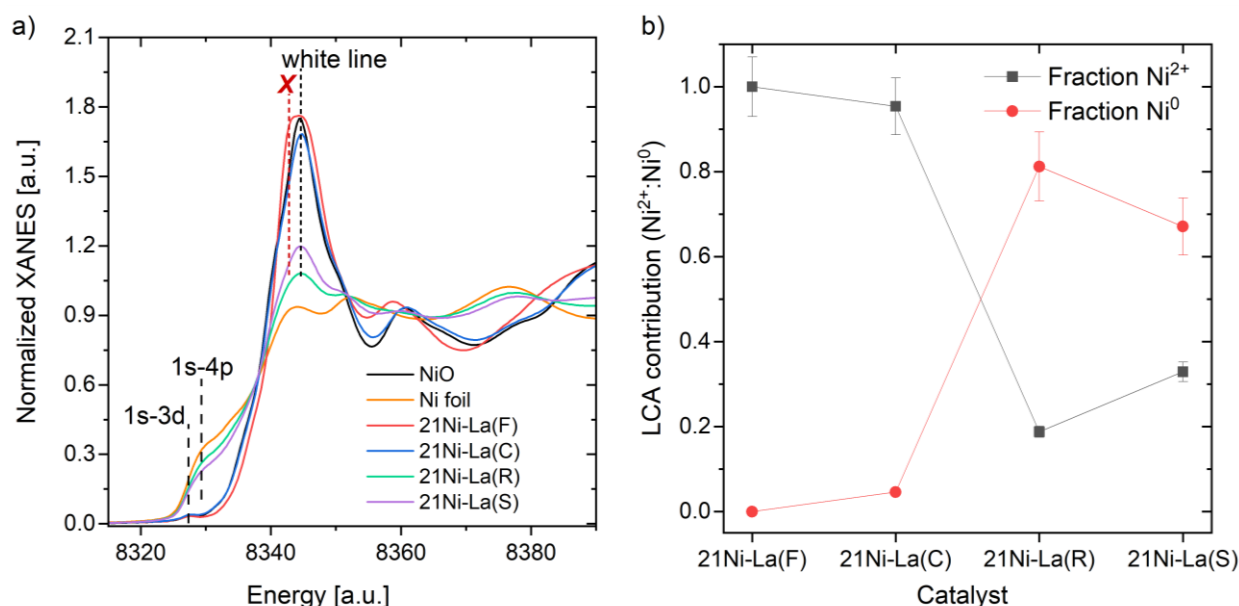 a)
Normalized XANES [a.u.]
2.1
1.8
1.5
1.2
0.9
0.6
0.3
0.0
white line
X
1s-4p
1s-3d
NiO
Ni foil
21Ni-La(F)
21Ni-La(C)
21Ni-La(R)
21Ni-La(S)
8320 8340 8360 8380
Energy [a.u.]
b)
LCA contribution (Ni²⁺:Ni⁰)
1.0
0.8
0.6
0.4
0.2
0.0
Fraction Ni²⁺
Fraction Ni⁰
21Ni-La(F) 21Ni-La(C) 21Ni-La(R) 21Ni-La(S)
Catalyst